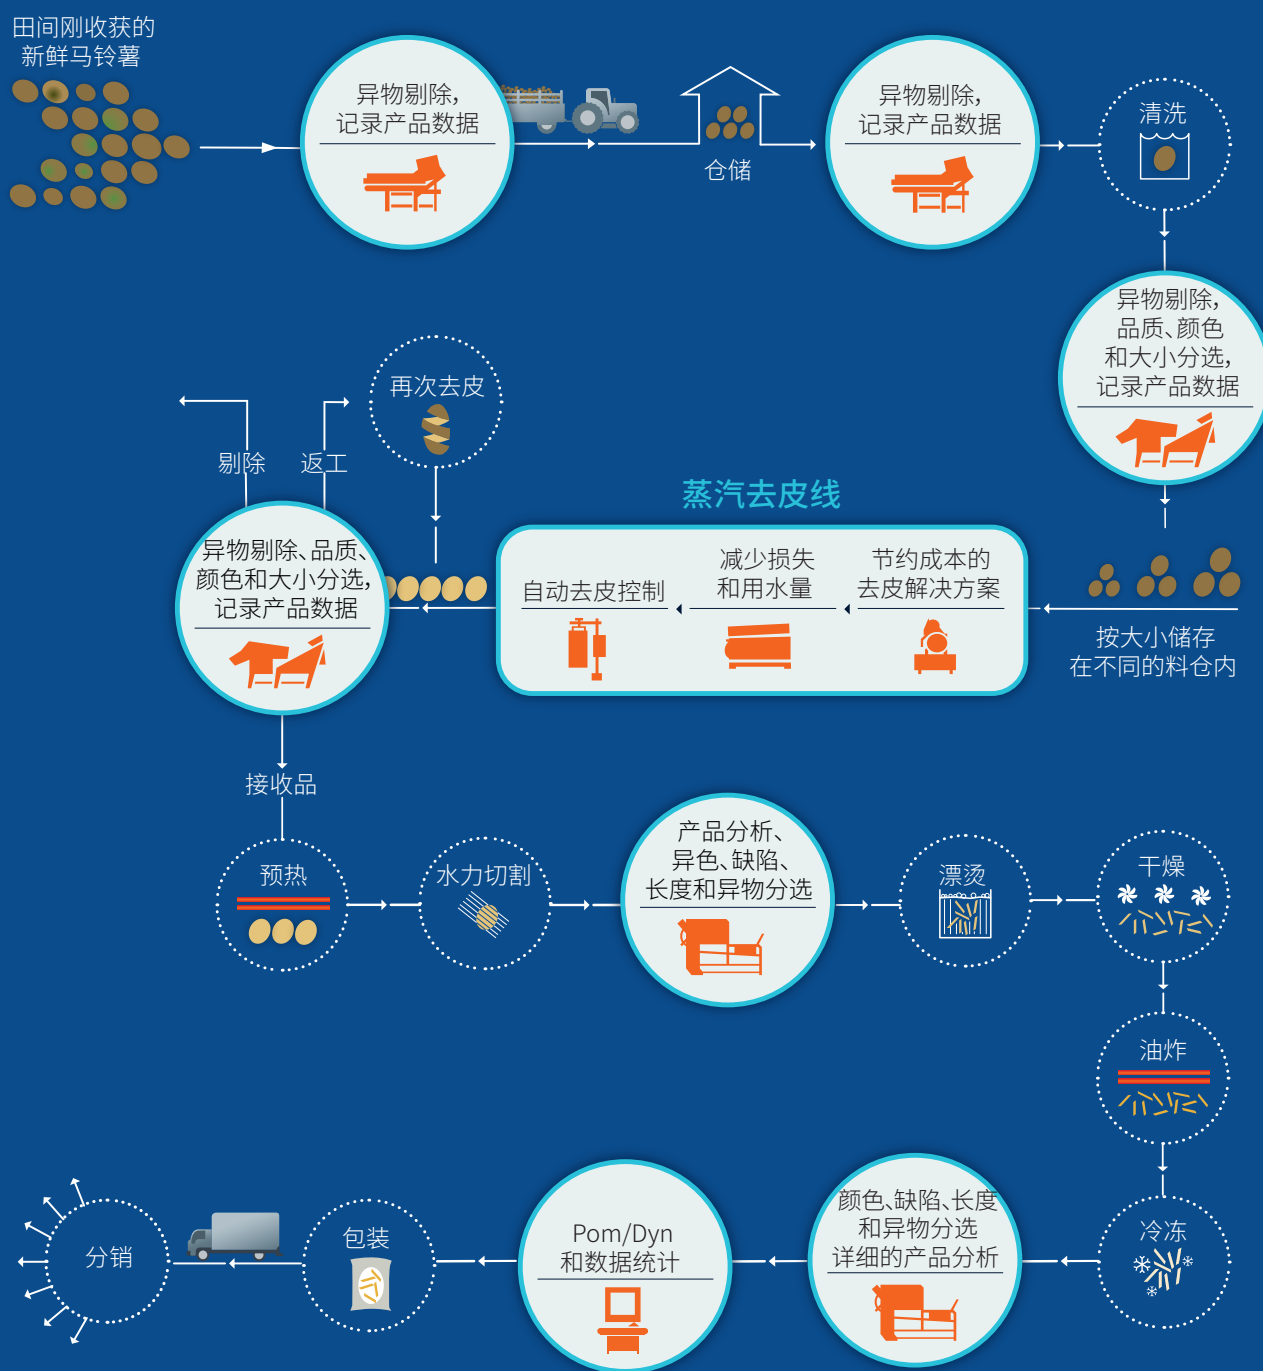 田间刚收获的
新鲜马铃薯
异物剔除，
记录产品数据
仓储
异物剔除，
记录产品数据
清洗
异物剔除，
品质、颜色
和大小分选，
记录产品数据
按大小储存
在不同的料仓内
蒸汽去皮线
节约成本的
去皮解决方案
减少损失
和用水量
自动去皮控制
再次去皮
剔除
返工
异物剔除、品质、
颜色和大小分选，
记录产品数据
接收品
预热
水力切割
产品分析、
异色、缺陷、
长度和异物分选
漂烫
干燥
油炸
冷冻
颜色、缺陷、长度
和异物分选
详细的产品分析
Pom/Dyn
和数据统计
包装
分销